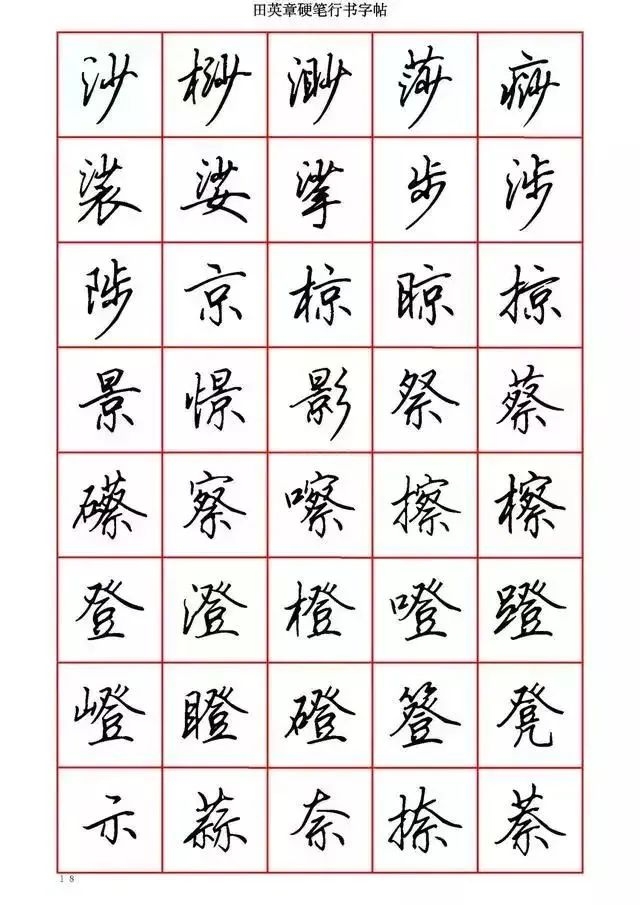 田英章硬笔行书字帖
沙桫渺莎痧
裟娑挲步涉
陟京椋晾掠
景憬影祭蔡
礤察嚓擦檫
登澄橙噔蹬
嶝瞪磴簦凳
示蒜奈捺萘
18